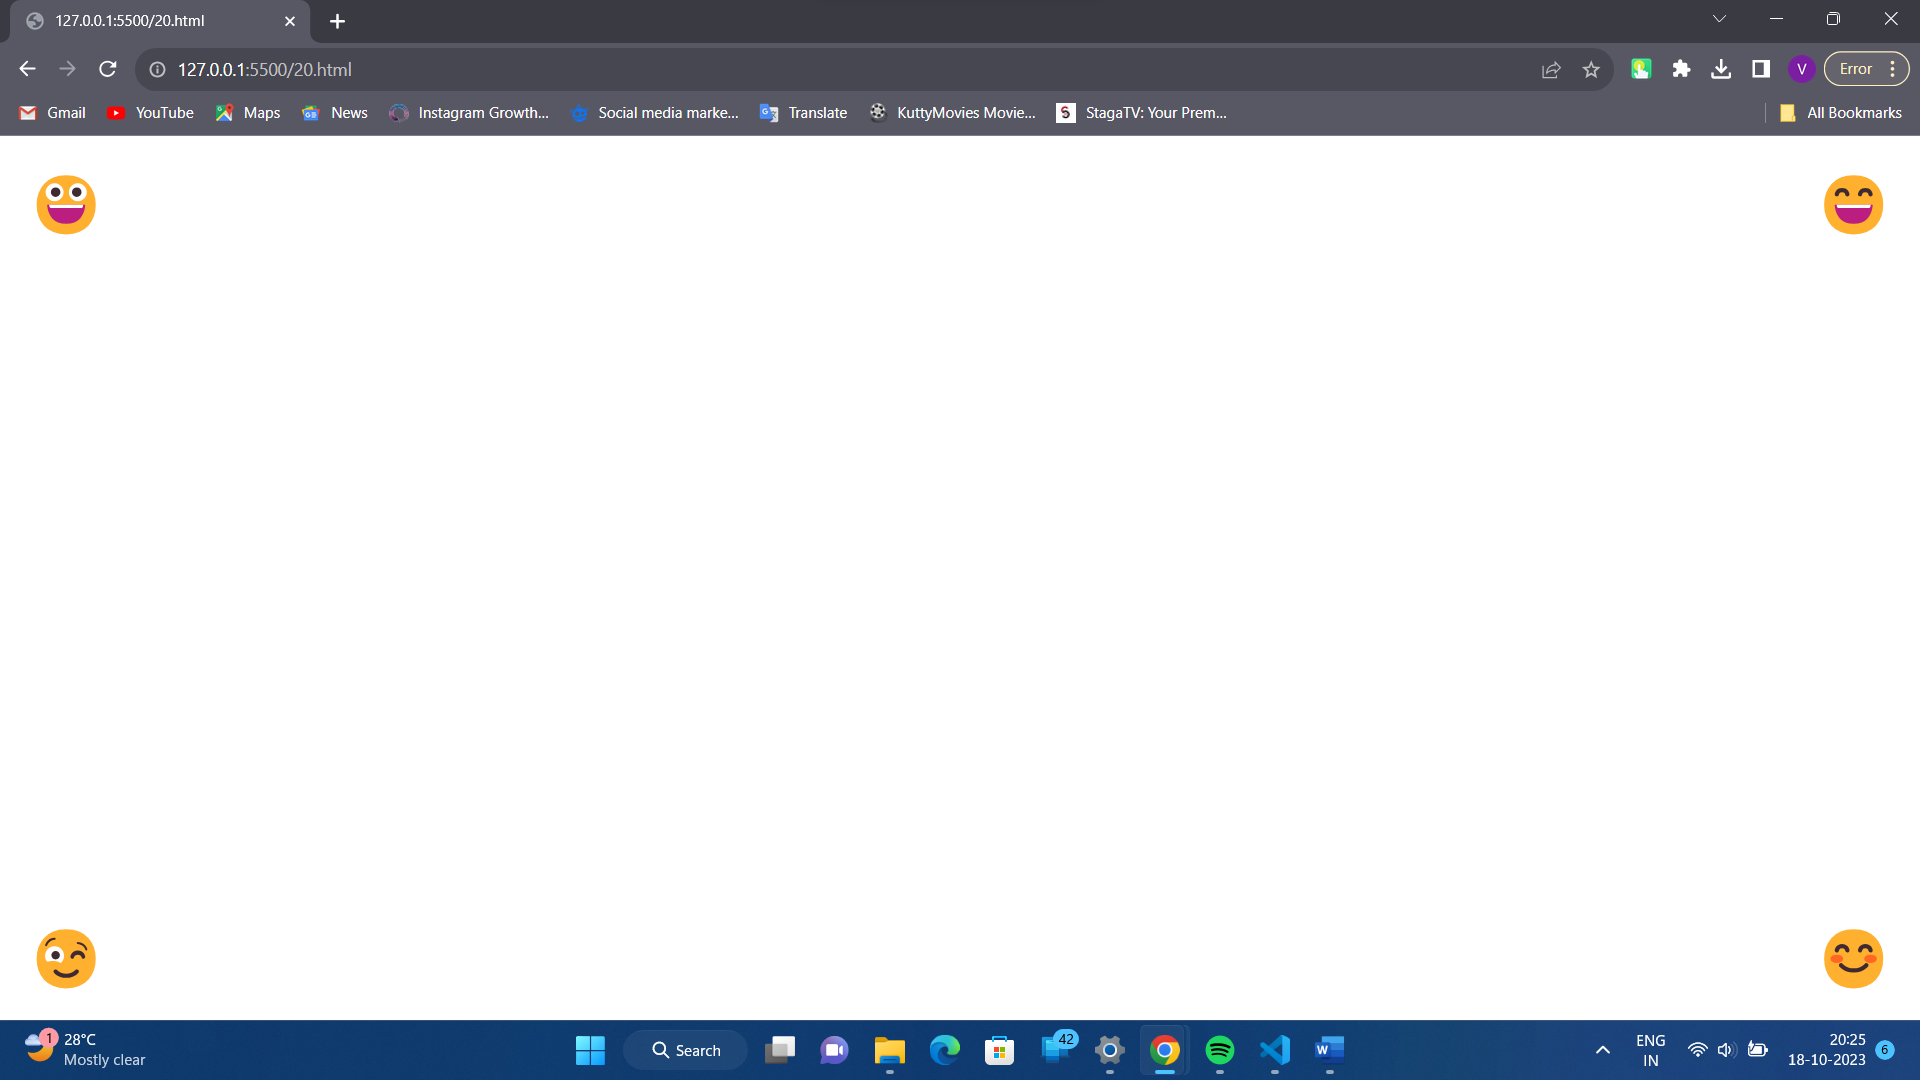 127.0.0.1:5500/20.html
127.0.0.1:5500/20.html
V
Error
Gmail
YouTube
Maps
News
Instagram Growth...
Social media marke...
Translate
KuttyMovies Movie...
StagaTV: Your Prem...
All Bookmarks
1
28°C
Mostly clear
Search
42
ENG
IN
20:25
18-10-2023
6